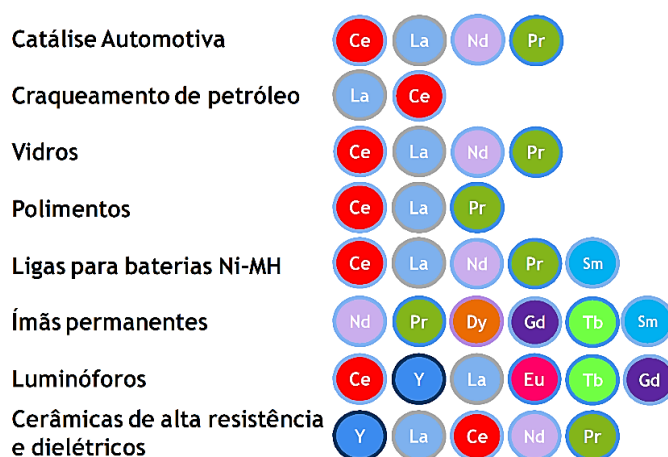 Catálise Automotiva Ce La Nd Pr
Craqueamento de petróleo La Ce
Vidros Ce La Nd Pr
Polimentos Ce La Pr
Ligas para baterias Ni-MH Ce La Nd Pr Sm
Ímãs permanentes Nd Pr Dy Gd Tb Sm
Luminóforos Ce Y La Eu Tb Gd
Cerâmicas de alta resistência
e dielétricos Y La Ce Nd Pr